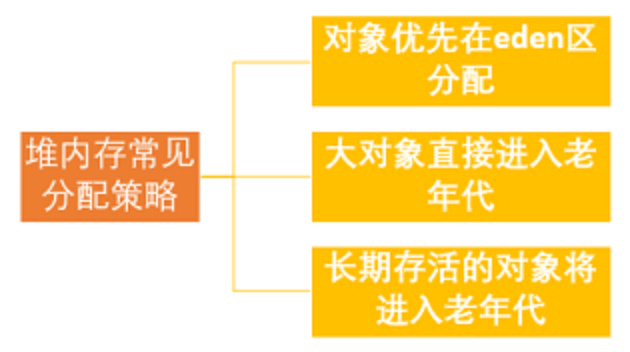 对象优先在eden区
分配
堆内存常见
分配策略
大对象直接进入老
年代
长期存活的对象将
进入老年代